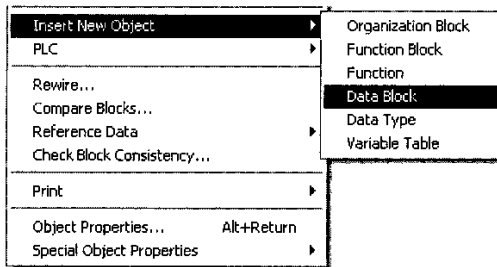 Insert New Object
PLC
Rewire...
Compare Blocks...
Reference Data
Check Block Consistency...
Print
Object Properties... Alt+Return
Special Object Properties
Organization Block
Function Block
Function
Data Block
Data Type
Variable Table